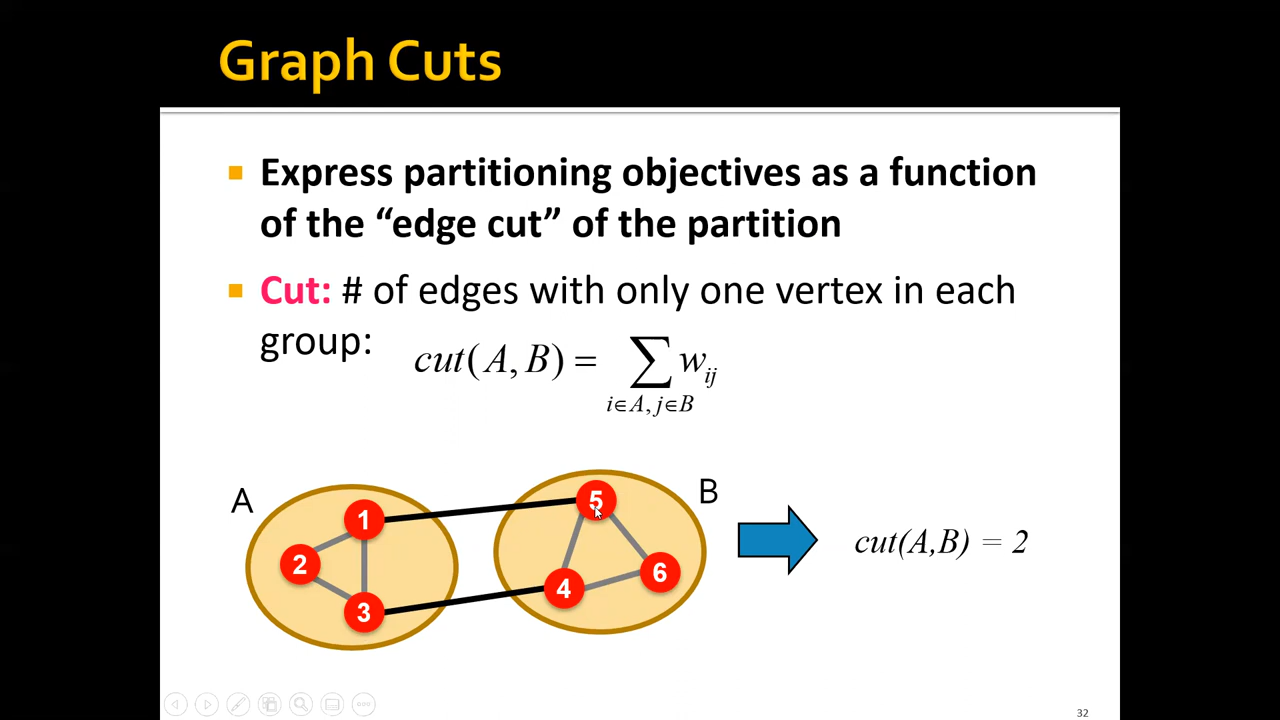 Graph Cuts
Express partitioning objectives as a function
of the “edge cut” of the partition
Cut: # of edges with only one vertex in each
group:
cut(A, B) = ∑ w_ij
i∈A, j∈B
A
B
1
2
3
5
4
6
cut(A,B) = 2
32